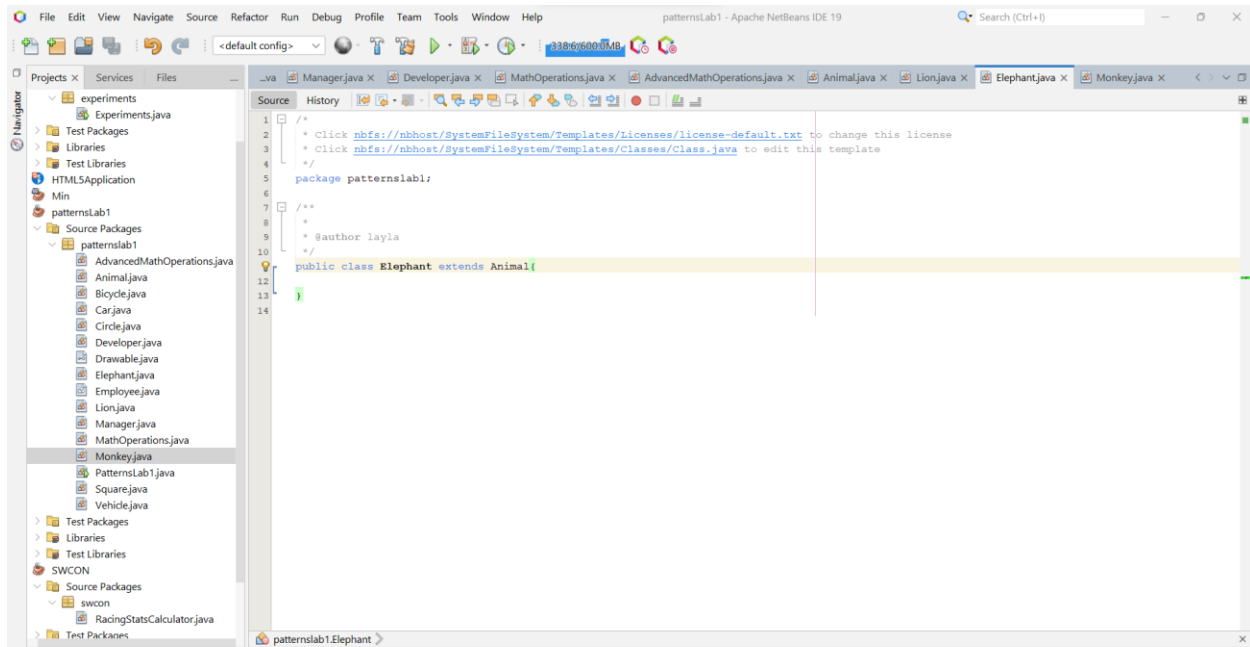 File Edit View Navigate Source Refactor Run Debug Profile Team Tools Window Help
patternsLab1 - Apache NetBeans IDE 19
Search (Ctrl+I)
<default config>
338.6/600.0MB
Projects Services Files
...va Manager.java Developer.java MathOperations.java AdvancedMathOperations.java Animal.java Lion.java Elephant.java Monkey.java
Navigator
Source History
experiments
Experiments.java
Test Packages
Libraries
Test Libraries
HTML5Application
Min
patternsLab1
Source Packages
patternslab1
AdvancedMathOperations.java
Animal.java
Bicycle.java
Car.java
Circle.java
Developer.java
Drawable.java
Elephant.java
Employee.java
Lion.java
Manager.java
MathOperations.java
Monkey.java
PatternsLab1.java
Square.java
Vehicle.java
Test Packages
Libraries
Test Libraries
SWCON
Source Packages
swcon
RacingStatsCalculator.java
Test Packages
1 /*
2 * Click nbfs://nbhost/SystemFileSystem/Templates/Licenses/license-default.txt to change this license
3 * Click nbfs://nbhost/SystemFileSystem/Templates/Classes/Class.java to edit this template
4 */
5 package patternslab1;
6
7 /**
8 *
9 * @author layla
10 */
public class Elephant extends Animal{
12
13 }
14
patternslab1.Elephant